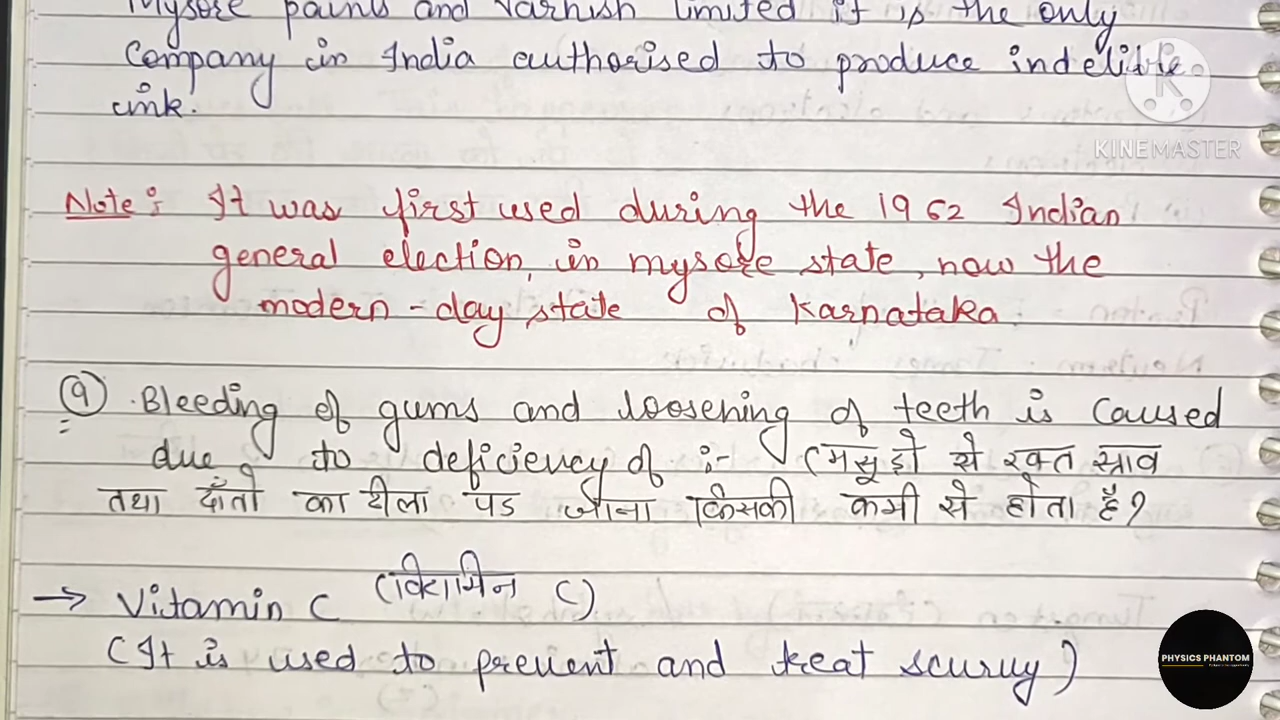 Mysore paints and Varnish limited it is the only
Company in India authorised to produce indelible
ink.
KINEMASTER
Note: It was first used during the 1962 Indian
general election, in mysore state, now the
modern-day state of Karnataka
9 Bleeding of gums and loosening of teeth is caused
due to deficiency of :- (मसूड़ो से रक्त स्त्राव
तथा दाँतो का ढीला पड जाना किसकी कमी से होता है?
→ Vitamin C (विटामिन C)
(It is used to prevent and treat scurvy)
PHYSICS PHANTOM